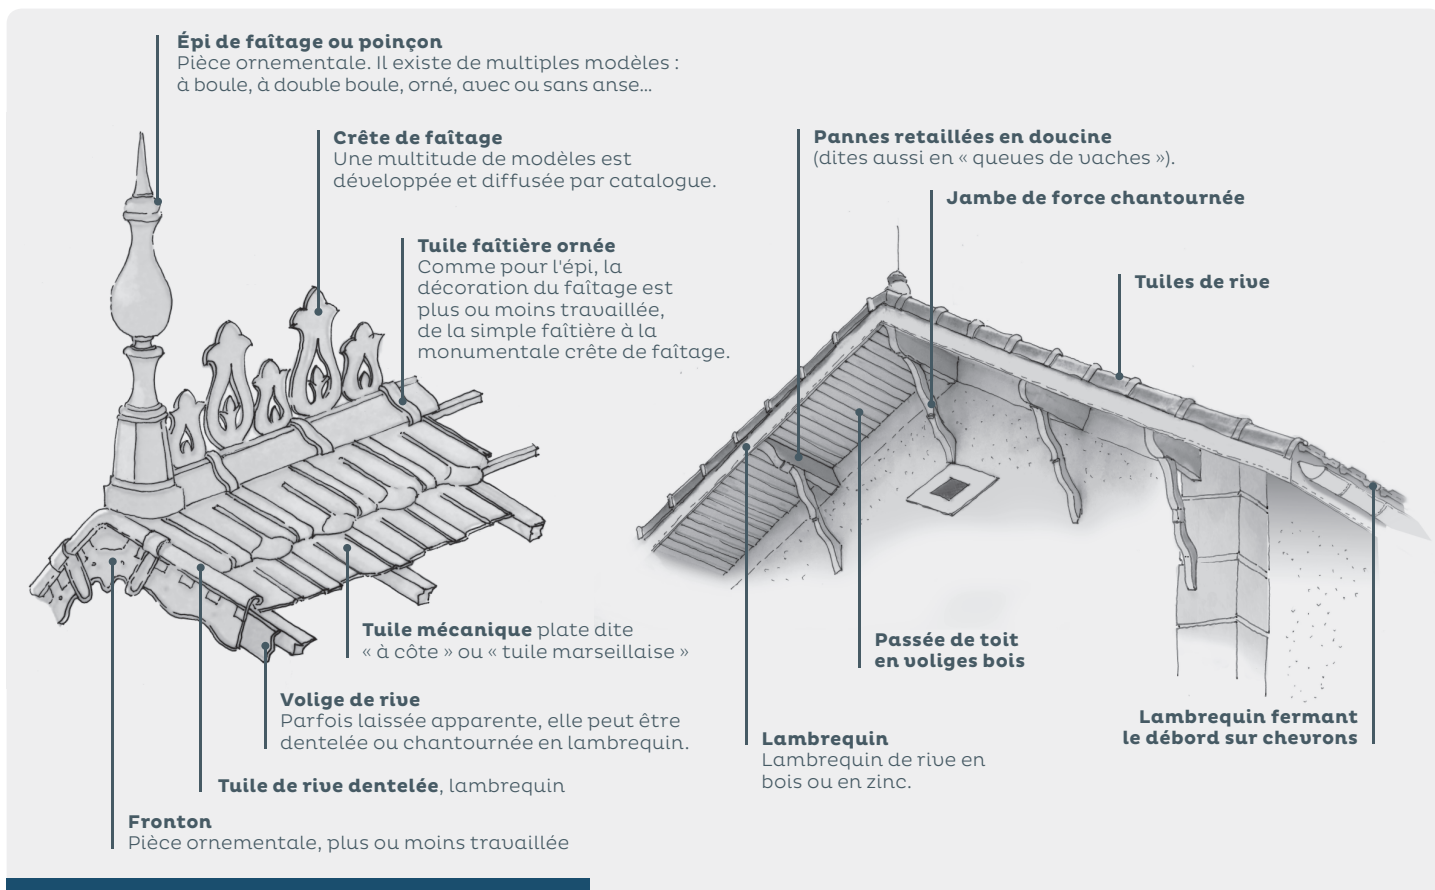 Épi de faîtage ou poinçon
Pièce ornementale. Il existe de multiples modèles :
à boule, à double boule, orné, avec ou sans anse...
Crête de faîtage
Une multitude de modèles est
développée et diffusée par catalogue.
Tuile faîtière ornée
Comme pour l'épi, la
décoration du faîtage est
plus ou moins travaillée,
de la simple faîtière à la
monumentale crête de faîtage.
Tuile mécanique plate dite
« à côte » ou « tuile marseillaise »
Volige de rive
Parfois laissée apparente, elle peut être
dentelée ou chantournée en lambrequin.
Tuile de rive dentelée, lambrequin
Fronton
Pièce ornementale, plus ou moins travaillée
Pannes retaillées en doucine
(dites aussi en « queues de vaches »).
Jambe de force chantournée
Tuiles de rive
Passée de toit
en voliges bois
Lambrequin
Lambrequin de rive en
bois ou en zinc.
Lambrequin fermant
le débord sur chevrons